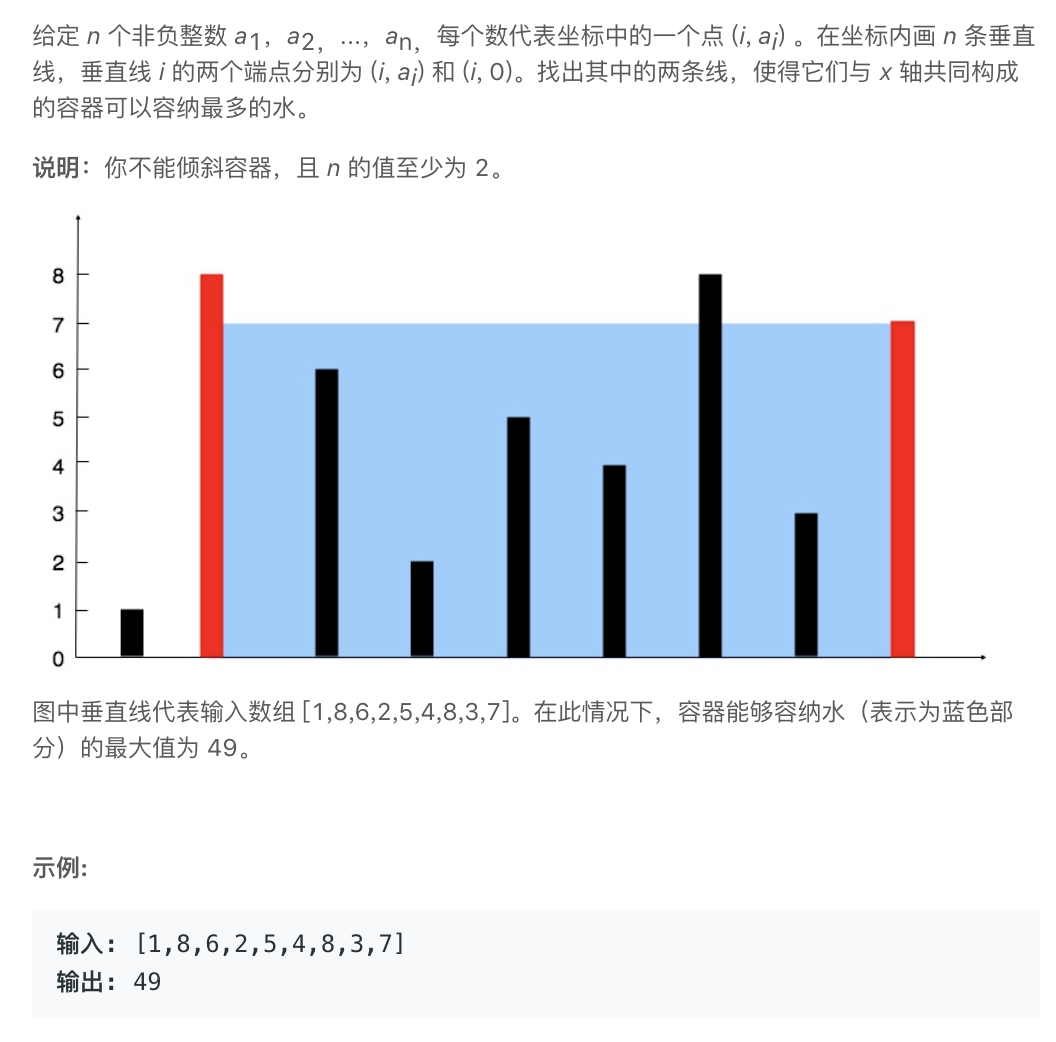 给定 n 个非负整数 a1，a2，...，an，每个数代表坐标中的一个点 (i, ai) 。在坐标内画 n 条垂直
线，垂直线 i 的两个端点分别为 (i, ai) 和 (i, 0)。找出其中的两条线，使得它们与 x 轴共同构成
的容器可以容纳最多的水。
说明：你不能倾斜容器，且 n 的值至少为 2。
8
7
6
5
4
3
2
1
0
图中垂直线代表输入数组 [1,8,6,2,5,4,8,3,7]。在此情况下，容器能够容纳水（表示为蓝色部
分）的最大值为 49。
示例:
输入: [1,8,6,2,5,4,8,3,7]
输出: 49